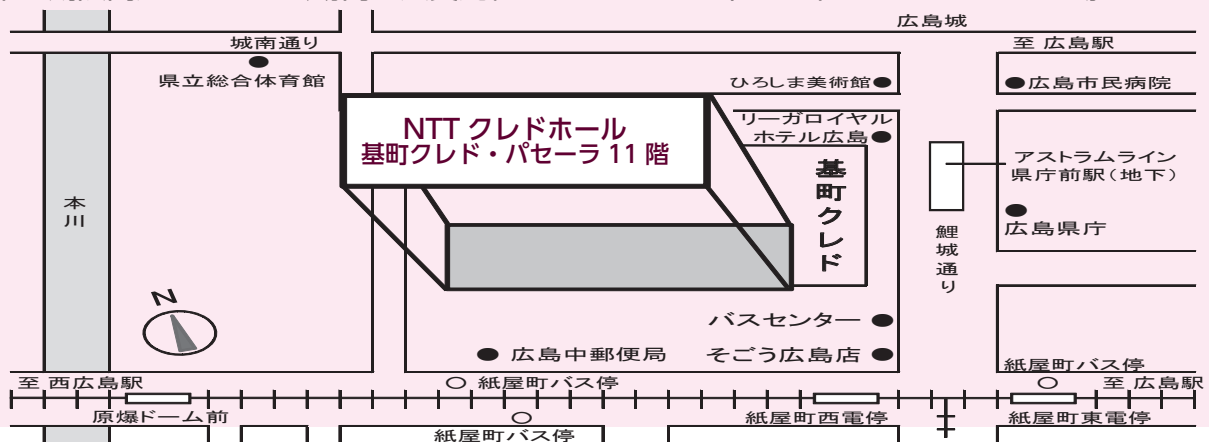 広島城
城南通り
至 広島駅
県立総合体育館
ひろしま美術館
広島市民病院
NTT クレドホール
基町クレド・パセーラ 11 階
リーガロイヤル
ホテル広島
基町クレド
アストラムライン
県庁前駅(地下)
本川
広島県庁
鯉城通り
N
バスセンター
広島中郵便局
そごう広島店
紙屋町バス停
至 西広島駅
紙屋町バス停
至 広島駅
原爆ドーム前
紙屋町西電停
紙屋町東電停
紙屋町バス停